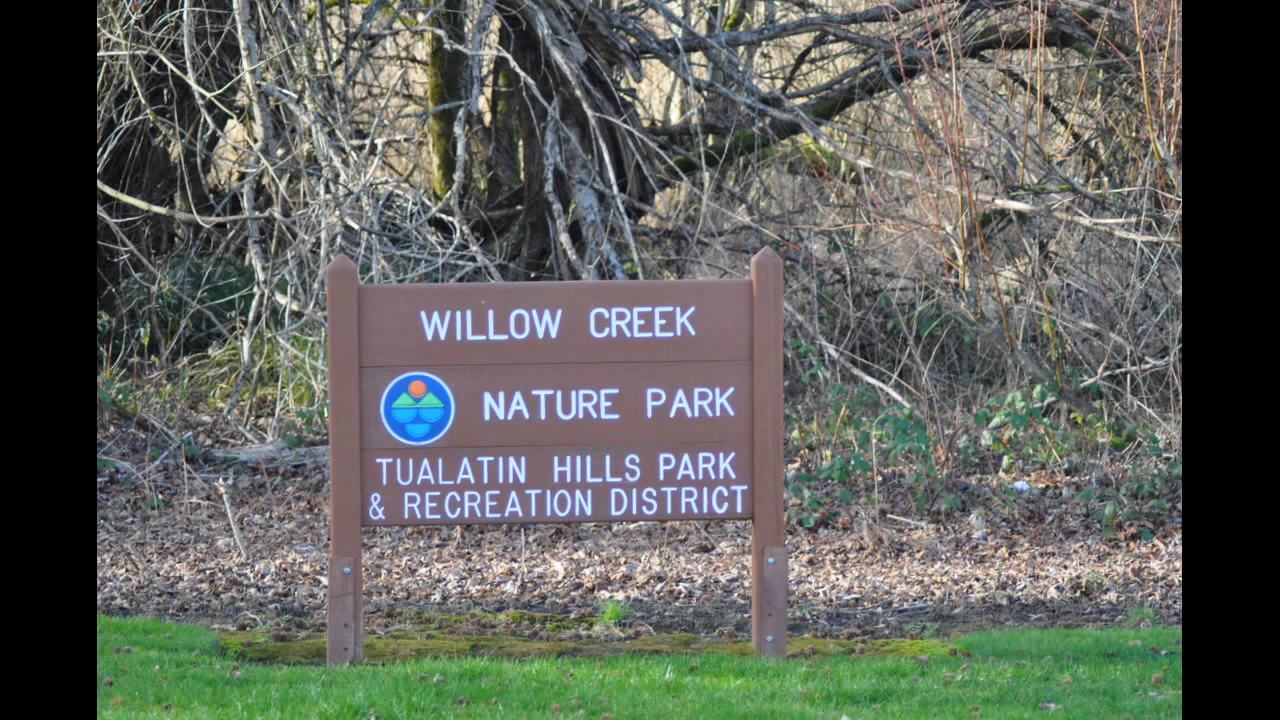 WILLOW CREEK
NATURE PARK
TUALATIN HILLS PARK
& RECREATION DISTRICT